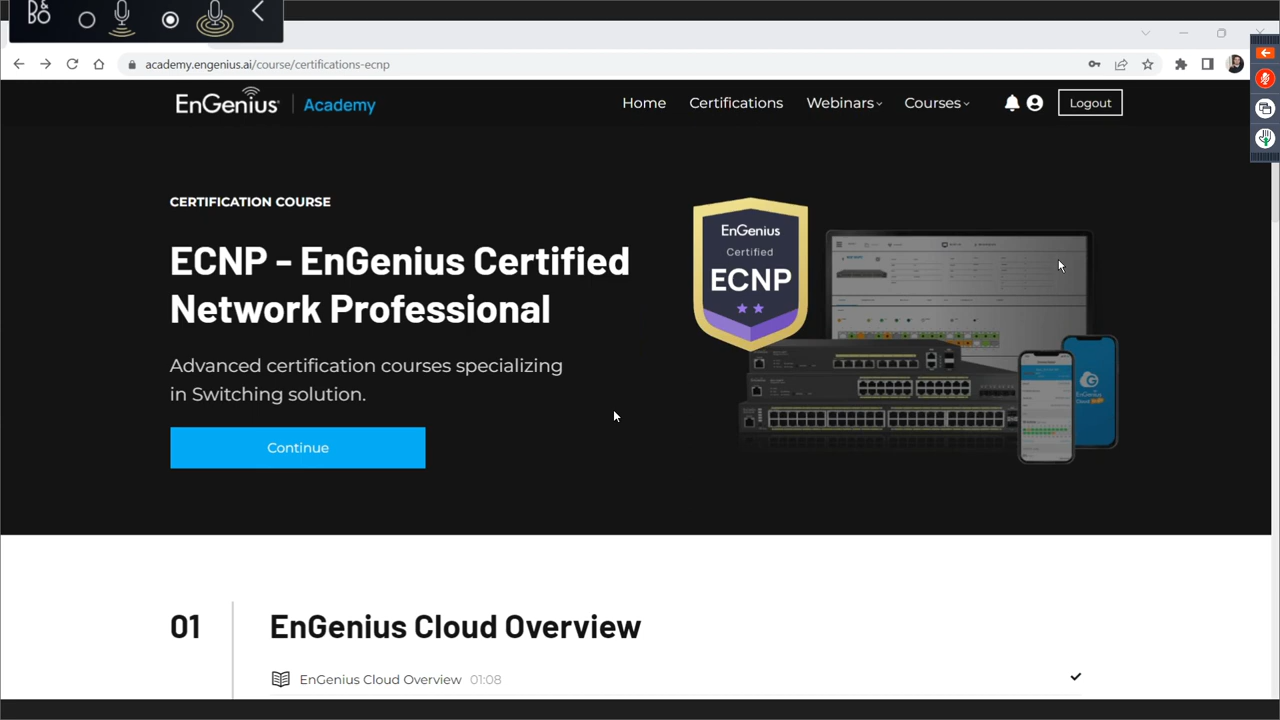 B&O
academy.engenius.ai/course/certifications-ecnp
EnGenius | Academy
Home
Certifications
Webinars
Courses
Logout
CERTIFICATION COURSE
ECNP - EnGenius Certified
Network Professional
Advanced certification courses specializing
in Switching solution.
Continue
EnGenius
Certified
ECNP
01
EnGenius Cloud Overview
EnGenius Cloud Overview 01:08